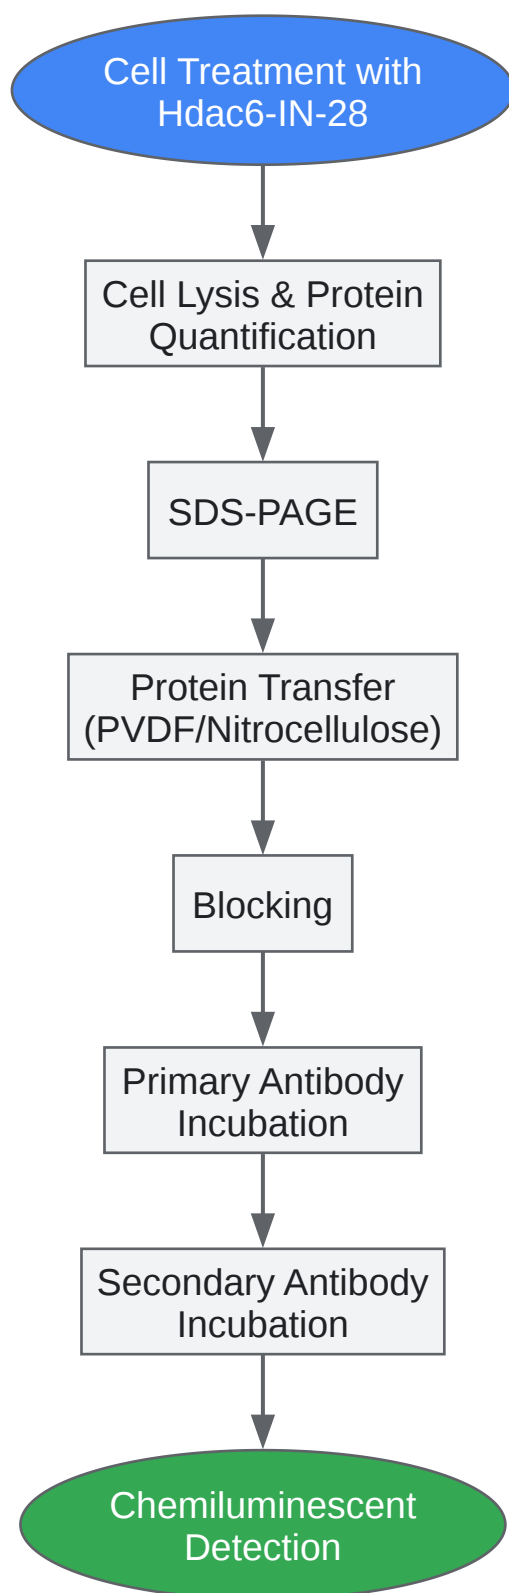 Cell Treatment with
Hdac6-IN-28
Cell Lysis & Protein
Quantification
SDS-PAGE
Protein Transfer
(PVDF/Nitrocellulose)
Blocking
Primary Antibody
Incubation
Secondary Antibody
Incubation
Chemiluminescent
Detection